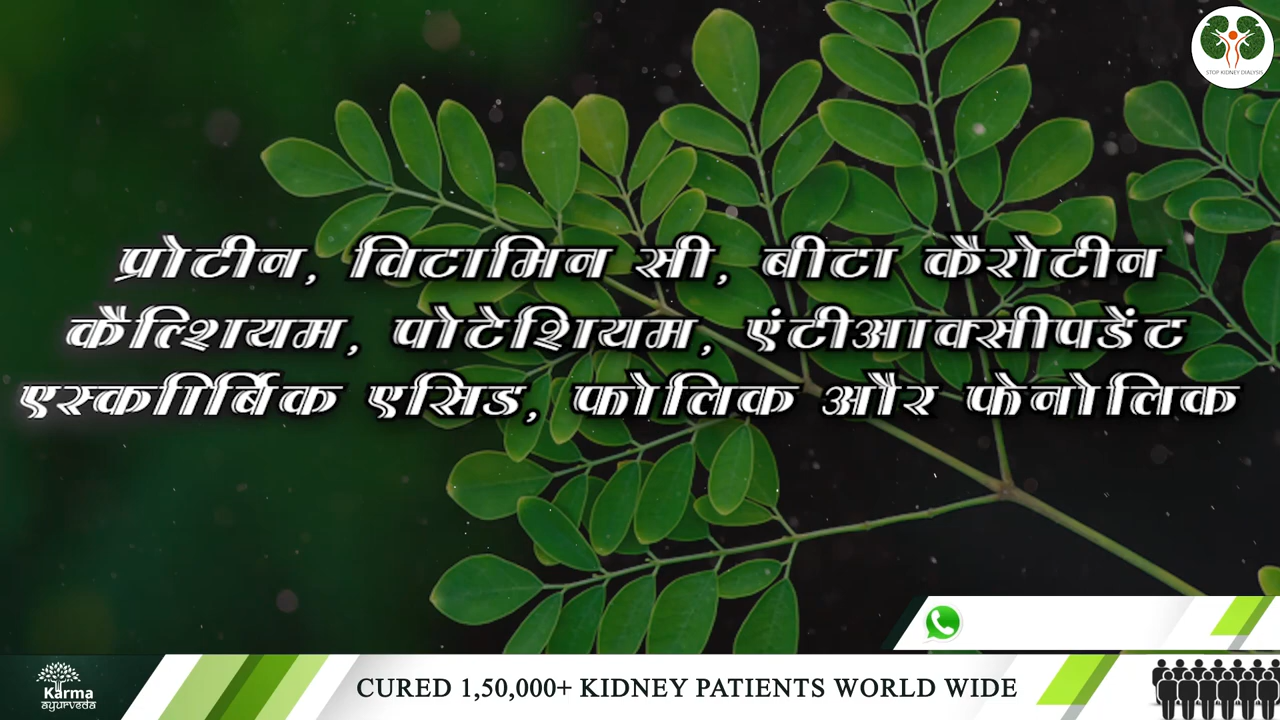 STOP KIDNEY DIALYSIS
प्रोटीन, विटामिन सी, बीटा कैरोटीन
कैल्शियम, पोटेशियम, एंटीआक्सीपडेंट
एस्कार्ािर्बिक एसिड, फोलिक और फेनोलिक
Karma
ayurveda
CURED 1,50,000+ KIDNEY PATIENTS WORLD WIDE